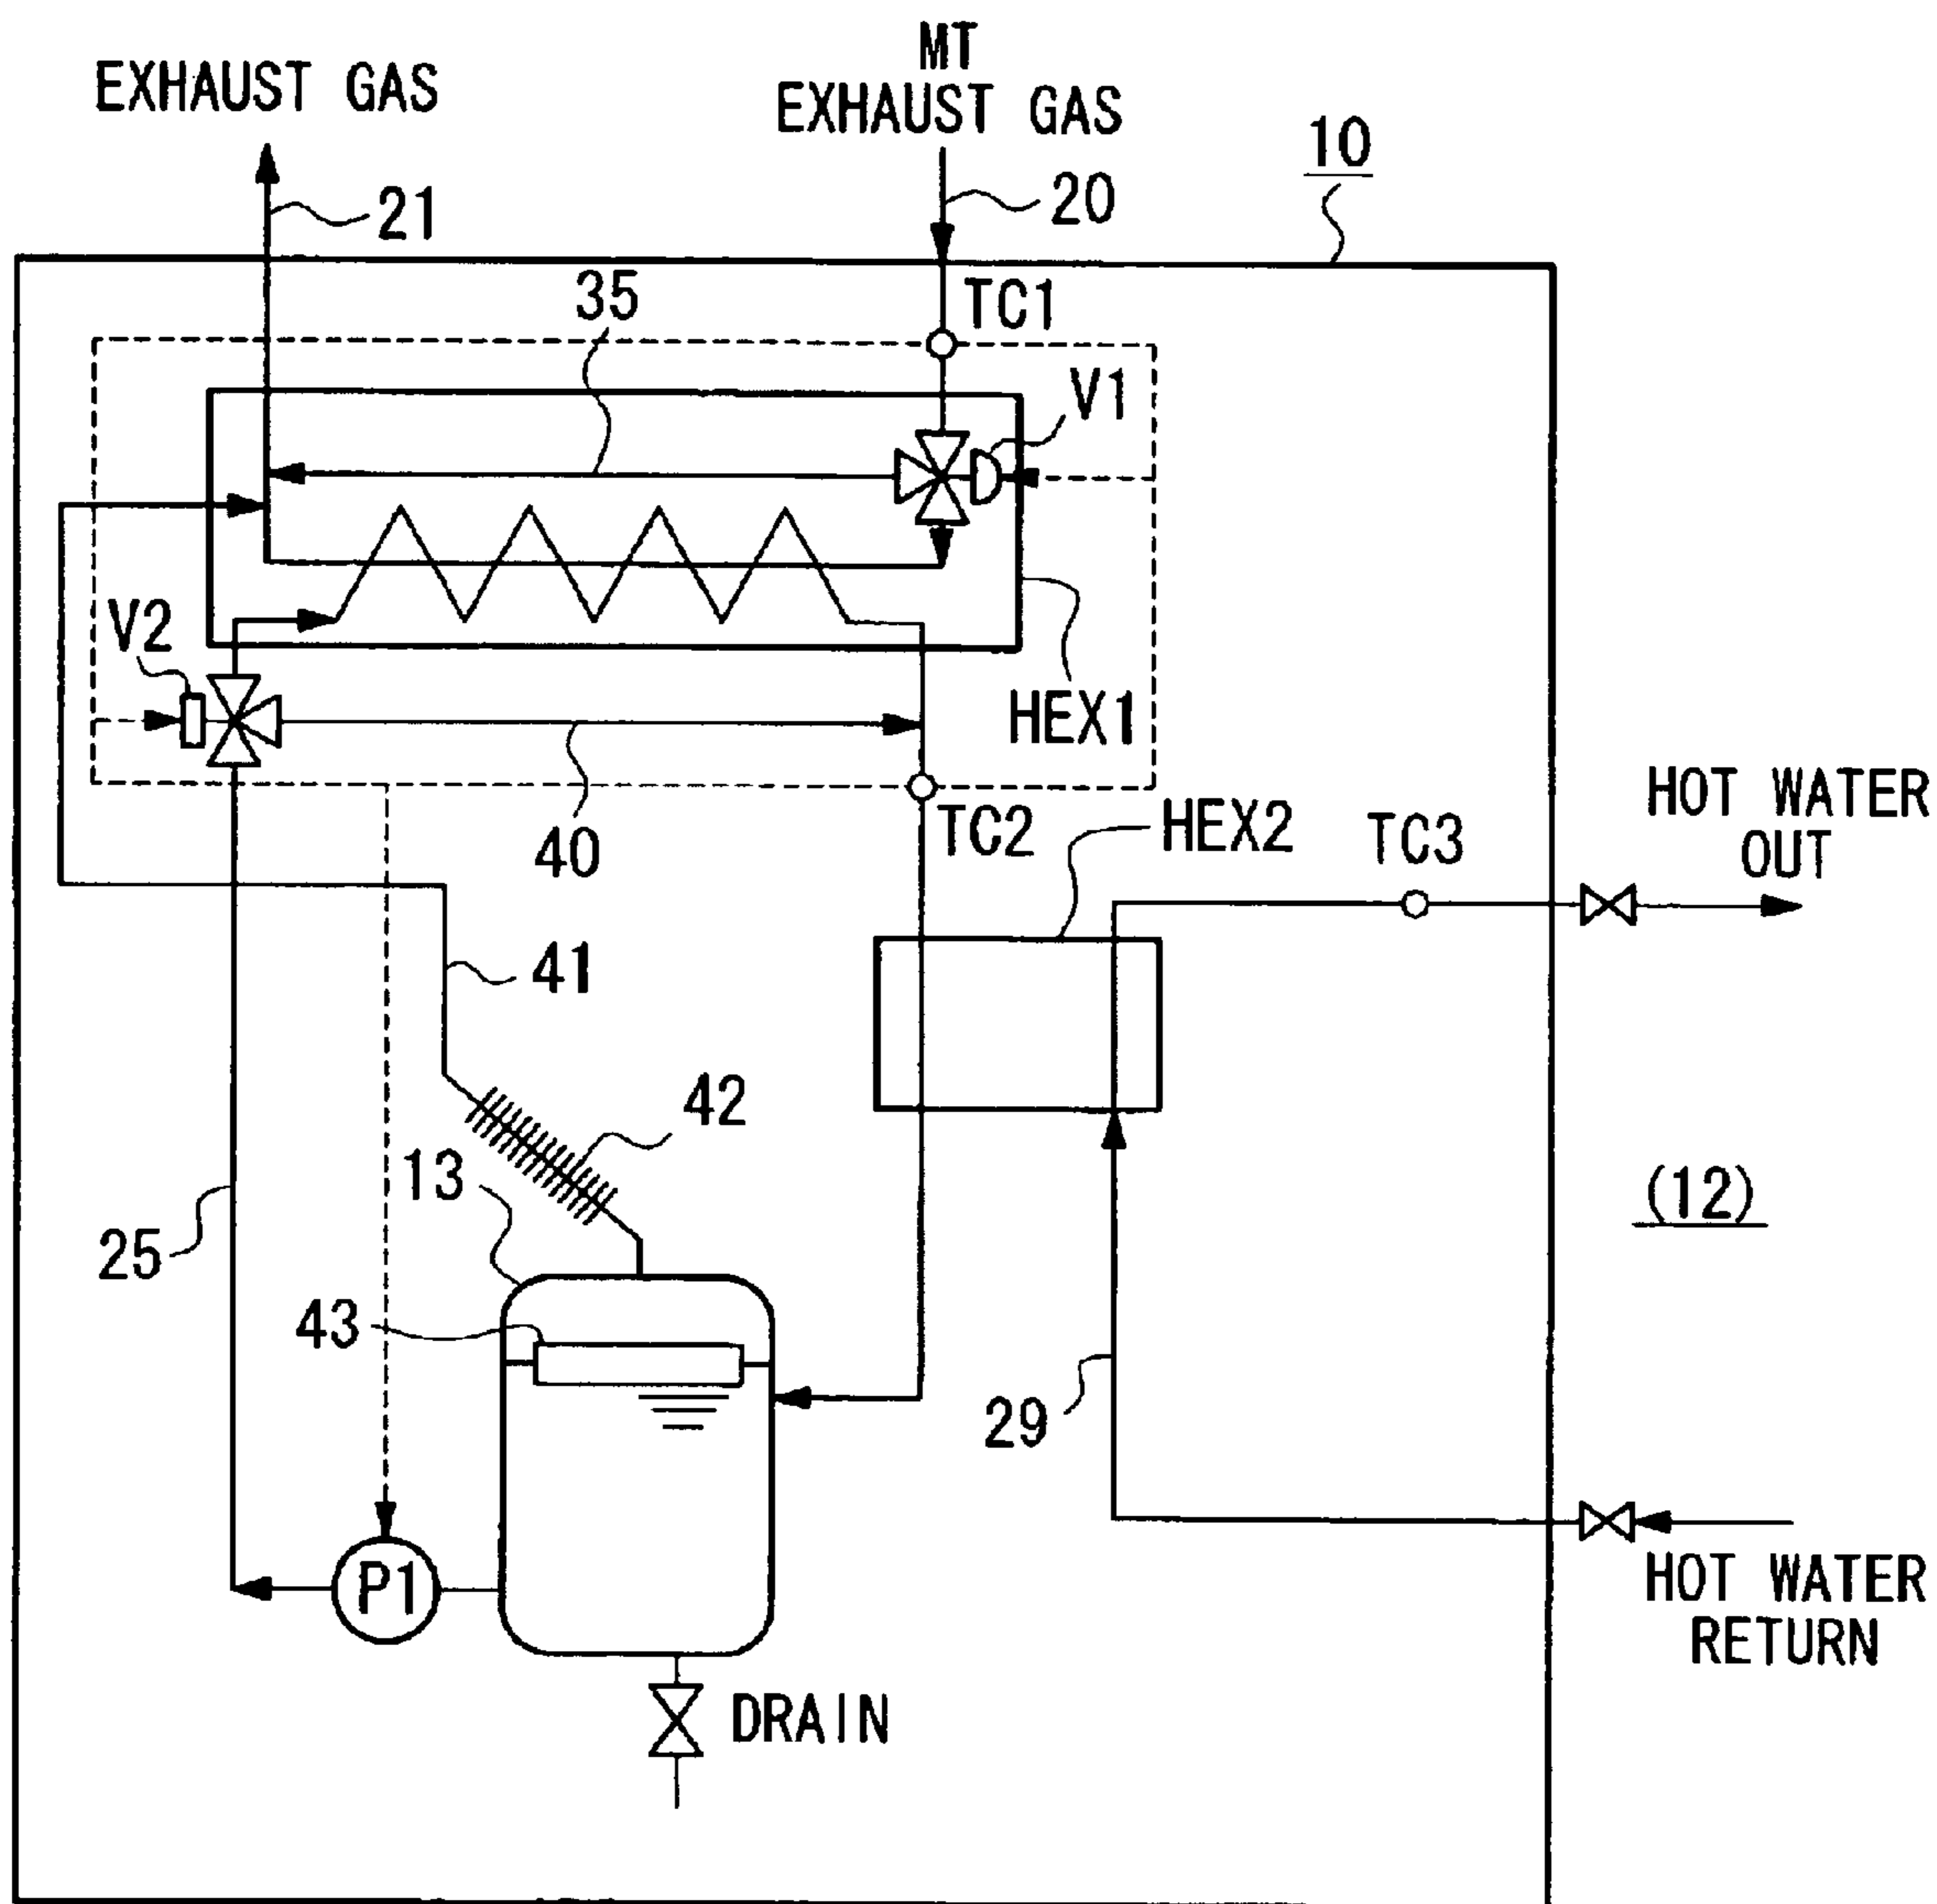 MT
EXHAUST GAS
EXHAUST GAS
10
20
21
35
TC1
V1
V2
HEX1
HOT WATER
OUT
TC2
HEX2
TC3
40
41
42
13
(12)
25
43
29
P1
HOT WATER
RETURN
DRAIN